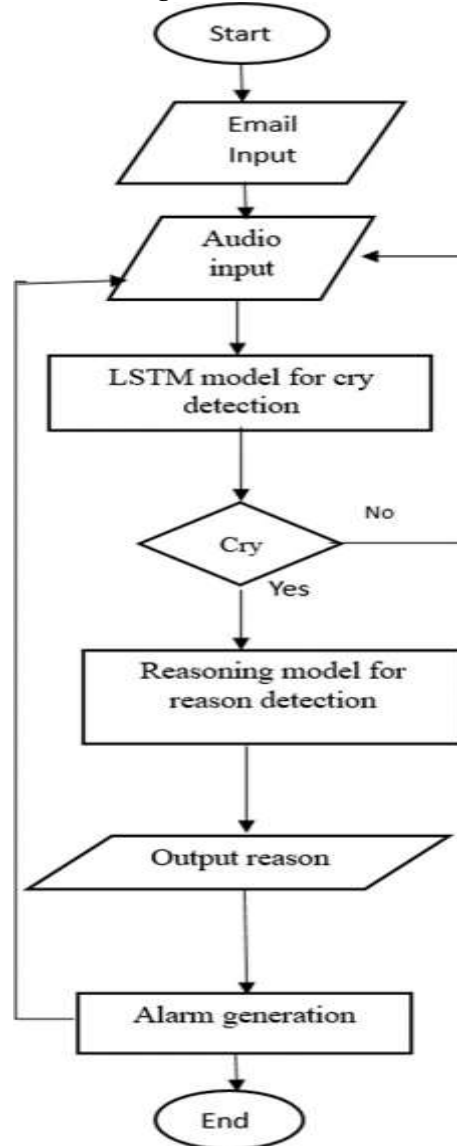 Start
Email
Input
Audio
input
LSTM model for cry
detection
Cry
No
Yes
Reasoning model for
reason detection
Output reason
Alarm generation
End